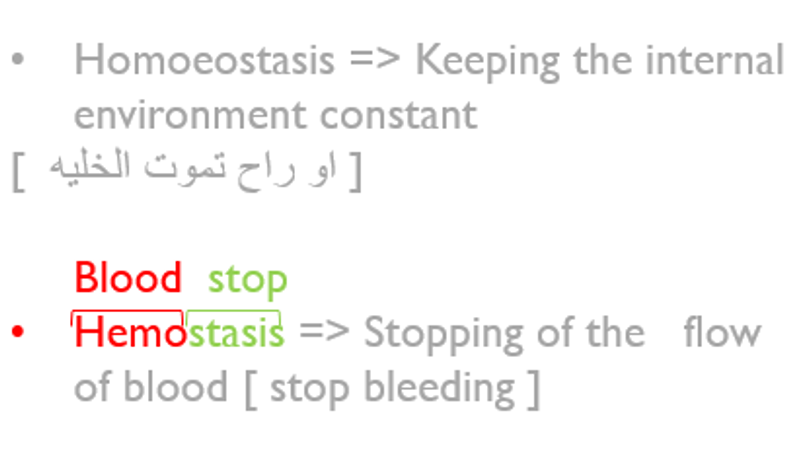 • Homoeostasis => Keeping the internal
environment constant
[ او راح تموت الخليه ]
Blood stop
• Hemostasis => Stopping of the flow
of blood [ stop bleeding ]